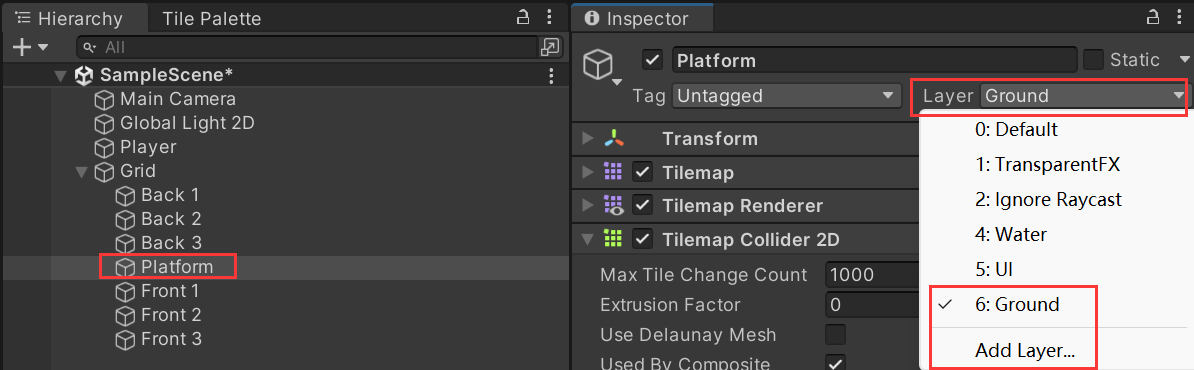 Hierarchy
Tile Palette
All
SampleScene*
Main Camera
Global Light 2D
Player
Grid
Back 1
Back 2
Back 3
Platform
Front 1
Front 2
Front 3
Inspector
Platform
Static
Tag Untagged
Layer Ground
Transform
Tilemap
Tilemap Renderer
Tilemap Collider 2D
Max Tile Change Count 1000
Extrusion Factor 0
Use Delaunay Mesh
Used By Composite
0: Default
1: TransparentFX
2: Ignore Raycast
4: Water
5: UI
6: Ground
Add Layer...